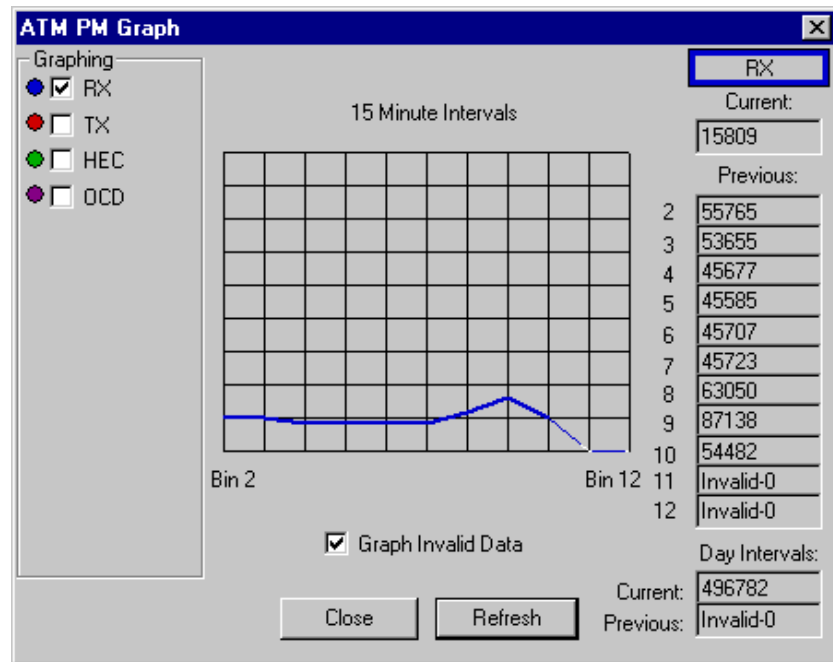 ATM PM Graph
Graphing
RX
TX
HEC
OCD
15 Minute Intervals
Bin 2
Bin 12
Graph Invalid Data
Close
Refresh
RX
Current:
15809
Previous:
2 55765
3 53655
4 45677
5 45585
6 45707
7 45723
8 63050
9 87138
10 54482
11 Invalid-0
12 Invalid-0
Day Intervals:
Current: 496782
Previous: Invalid-0